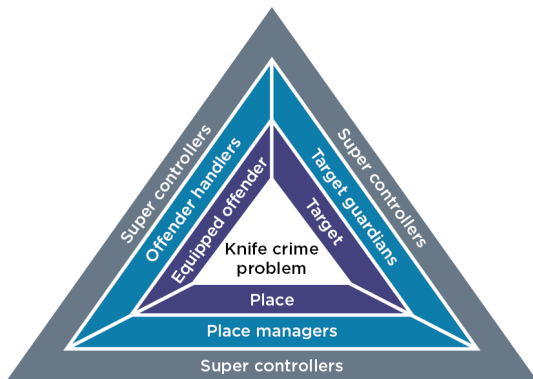 Super controllers
Offender handlers
Equipped offender
Super controllers
Target guardians
Target
Knife crime
problem
Place
Place managers
Super controllers